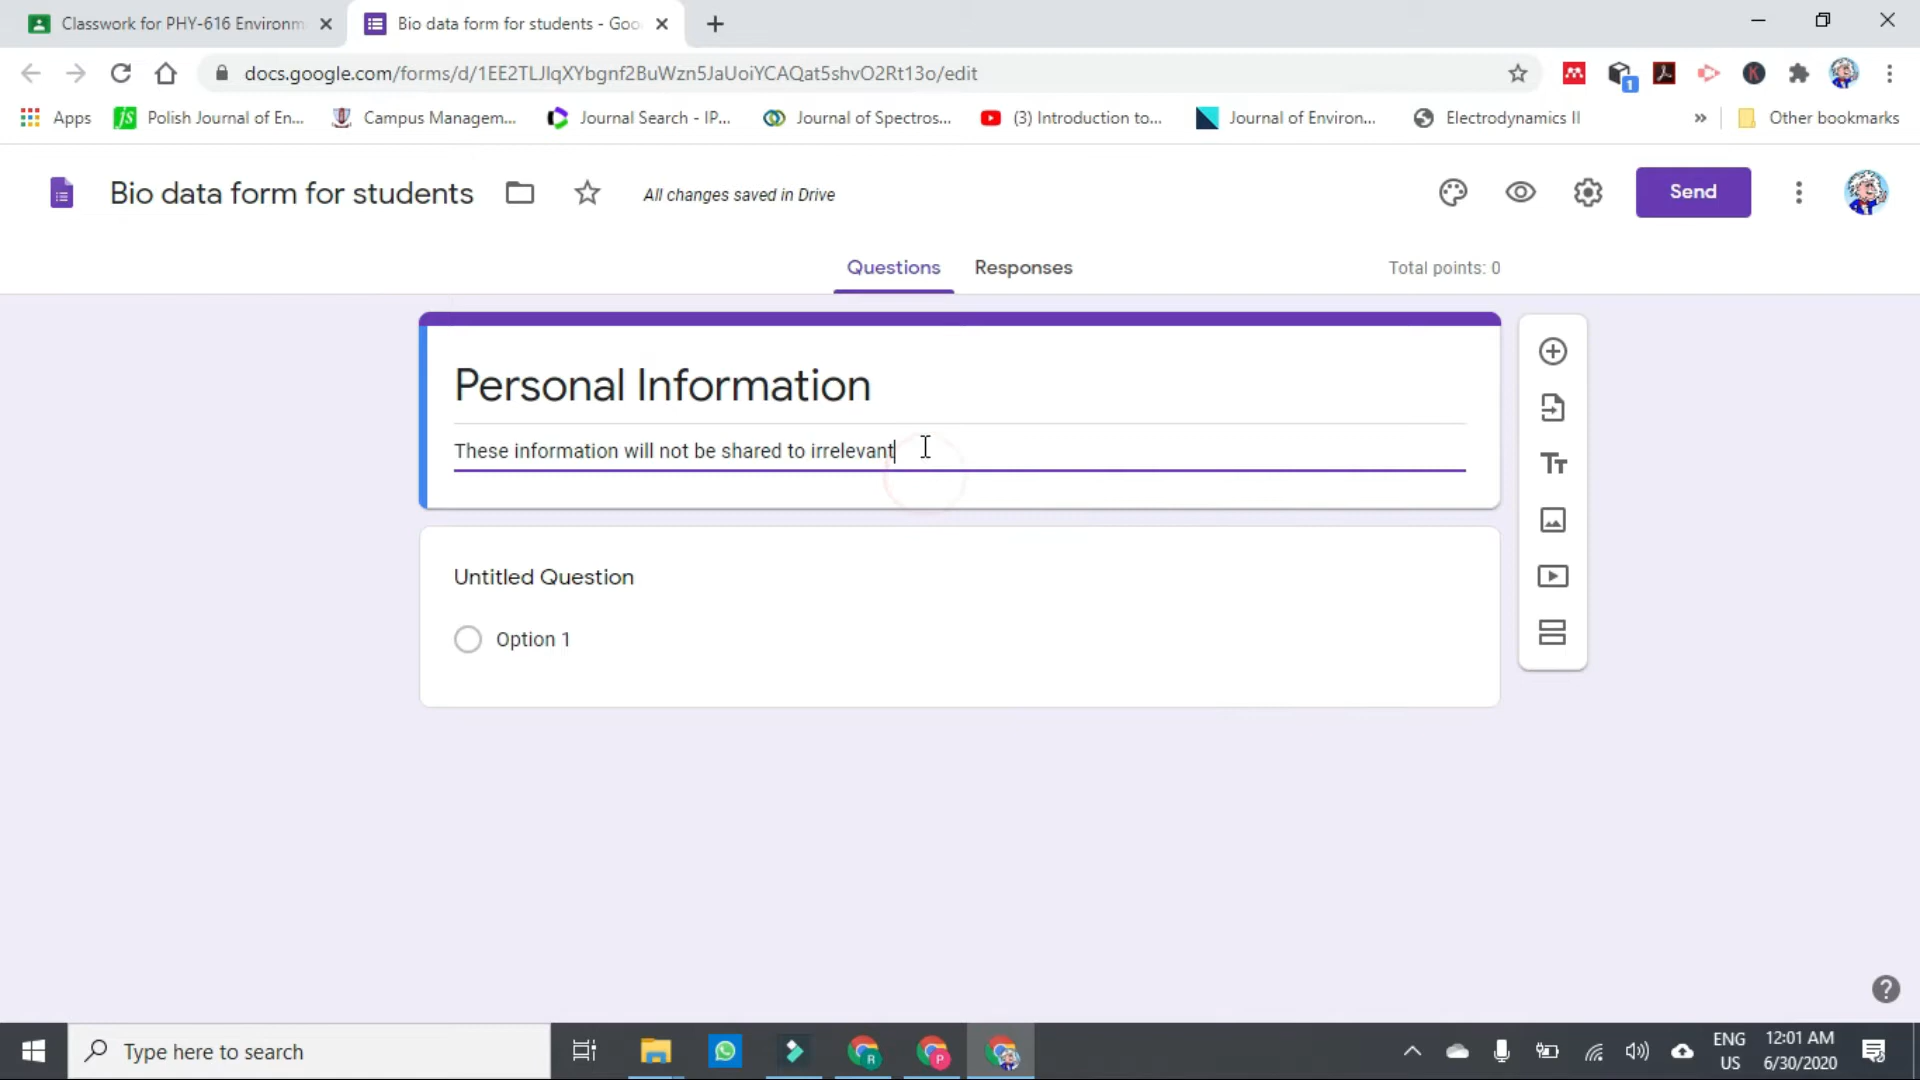 Classwork for PHY-616 Environm
Bio data form for students - Goo
docs.google.com/forms/d/1EE2TLJIqXYbgnf2BuWzn5JaUoiYCAQat5shvO2Rt13o/edit
1
K
Apps
js
Polish Journal of En...
Campus Managem...
Journal Search - IP...
Journal of Spectros...
(3) Introduction to...
Journal of Environ...
Electrodynamics II
»
Other bookmarks
Bio data form for students
All changes saved in Drive
Send
Questions
Responses
Total points: 0
Personal Information
These information will not be shared to irrelevant
Tт
Untitled Question
Option 1
?
Type here to search
R
P
ENG
US
12:01 AM
6/30/2020